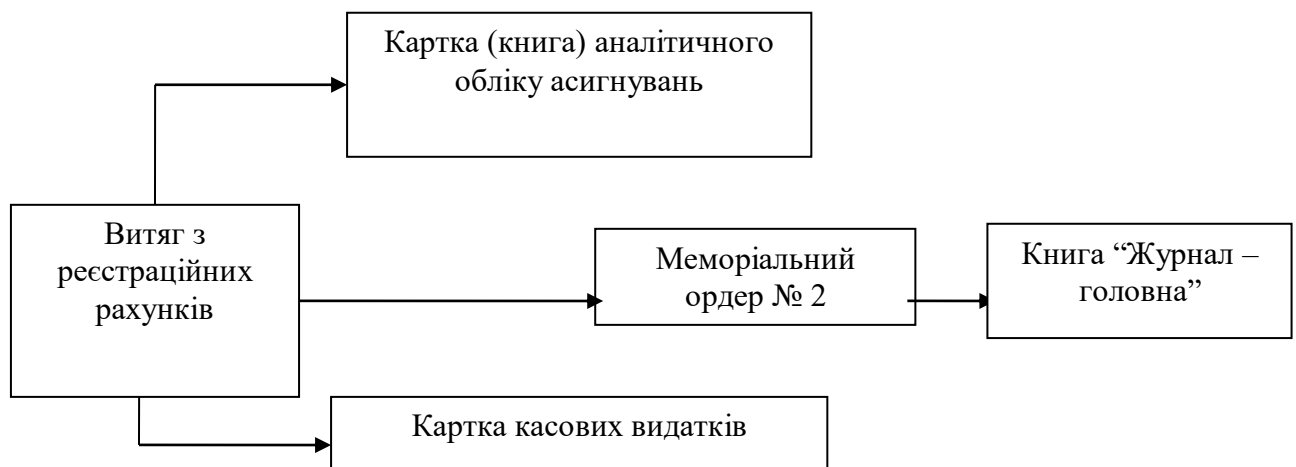 Картка (книга) аналітичного
обліку асигнувань
Витяг з
реєстраційних
рахунків
Меморіальний
ордер № 2
Книга “Журнал –
головна”
Картка касових видатків